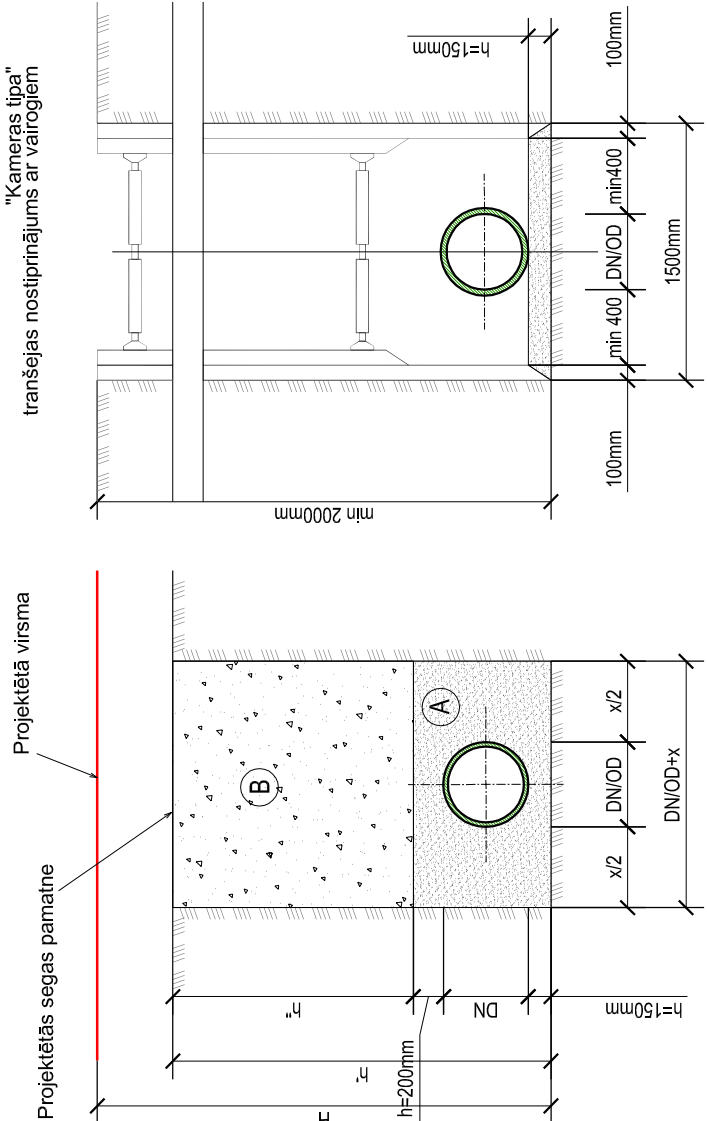 "Kameras tipa"
tranšejas nostiprinājums ar vairogiem
Projektētā virsma
Projektētās segas pamatne
B
A
H
h'
h"
h=200mm
DN
h=150mm
x/2
DN/OD
x/2
DN/OD+x
min 2000mm
h=150mm
100mm
min 400
DN/OD
min400
100mm
1500mm